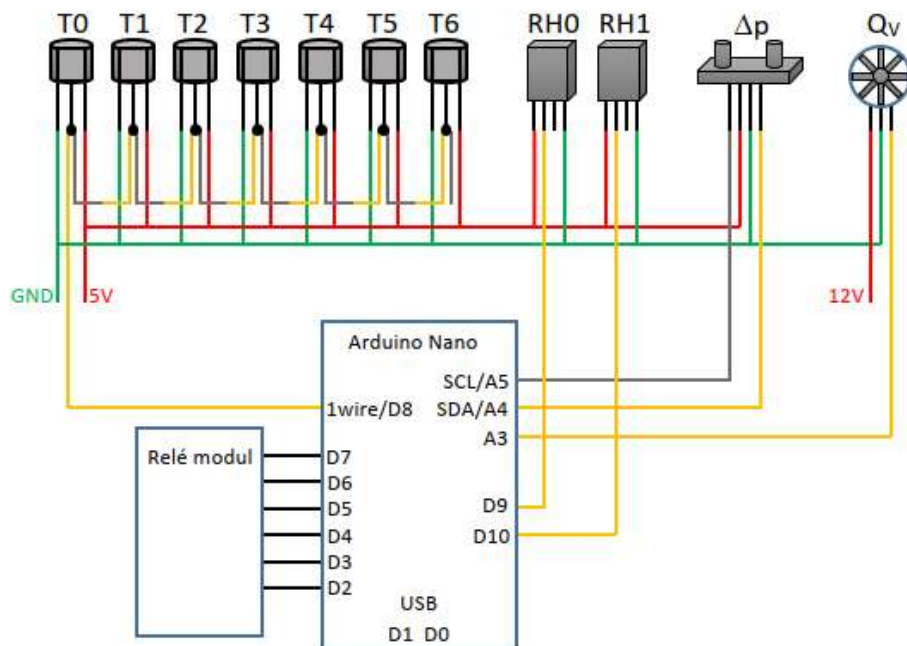 T0 T1 T2 T3 T4 T5 T6 RH0 RH1 Δp Qv
GND 5V 12V
Arduino Nano
SCL/A5
1wire/D8 SDA/A4
A3
Relé modul D7
D6
D5 D9
D4 D10
D3
D2
USB
D1 D0